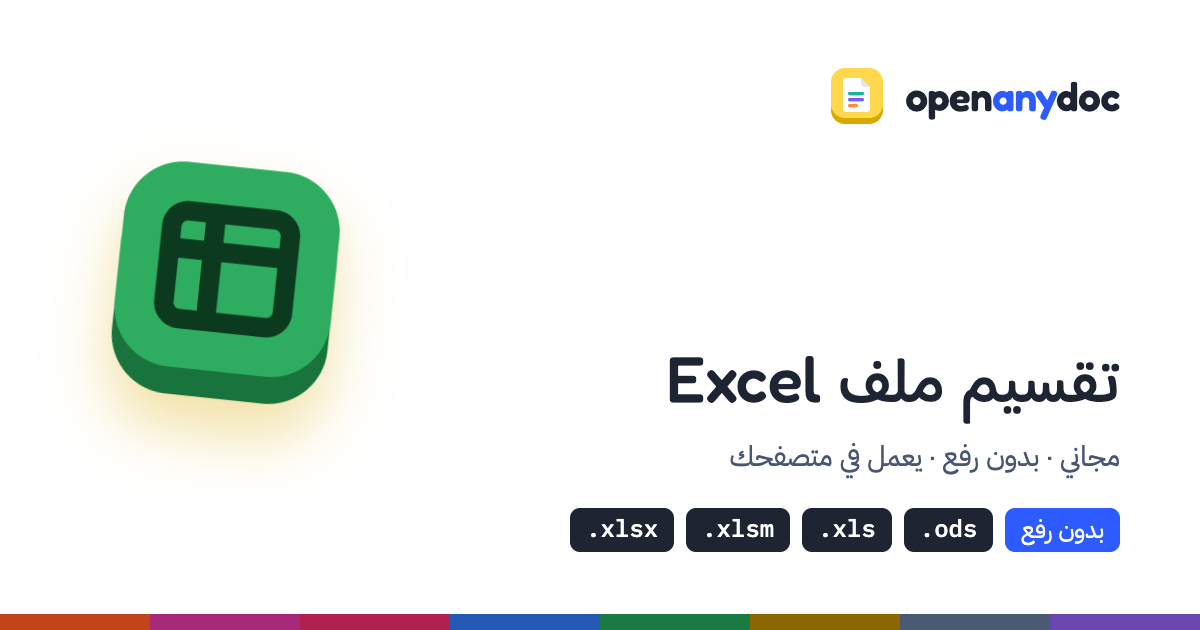 openanydoc
تقسيم ملف Excel
مجاني · بدون رفع · يعمل في متصفحك
بدون رفع .ods .xls .xlsm .xlsx